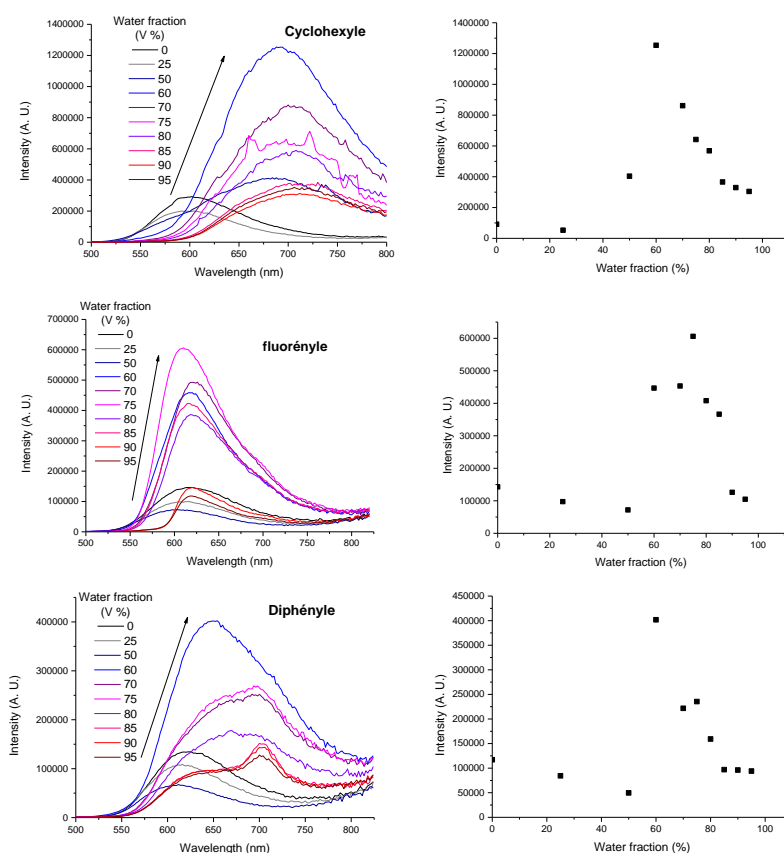 Cyclohexyle
Water fraction
(V %)
0
25
50
60
70
75
80
85
90
95
1400000
1200000
1000000
800000
600000
400000
200000
0
500 550 600 650 700 750 800
Wavelength (nm)
Intensity (A. U.)
1400000
1200000
1000000
800000
600000
400000
200000
0
0 20 40 60 80 100
Water fraction (%)
Intensity (A. U.)
fluorényle
Water fraction
(V %)
0
25
50
60
70
75
80
85
90
95
700000
600000
500000
400000
300000
200000
100000
0
500 550 600 650 700 750 800
Wavelength (nm)
Intensity (A. U.)
600000
500000
400000
300000
200000
100000
0
0 20 40 60 80 100
Water fraction (%)
Intensity (A. U.)
Diphényle
Water fraction
(V %)
0
25
50
60
70
75
80
85
90
95
400000
300000
200000
100000
0
500 550 600 650 700 750 800
Wavelength (nm)
Intensity (A. U.)
450000
400000
350000
300000
250000
200000
150000
100000
50000
0
0 20 40 60 80 100
Water fraction (%)
Intensity (A. U.)